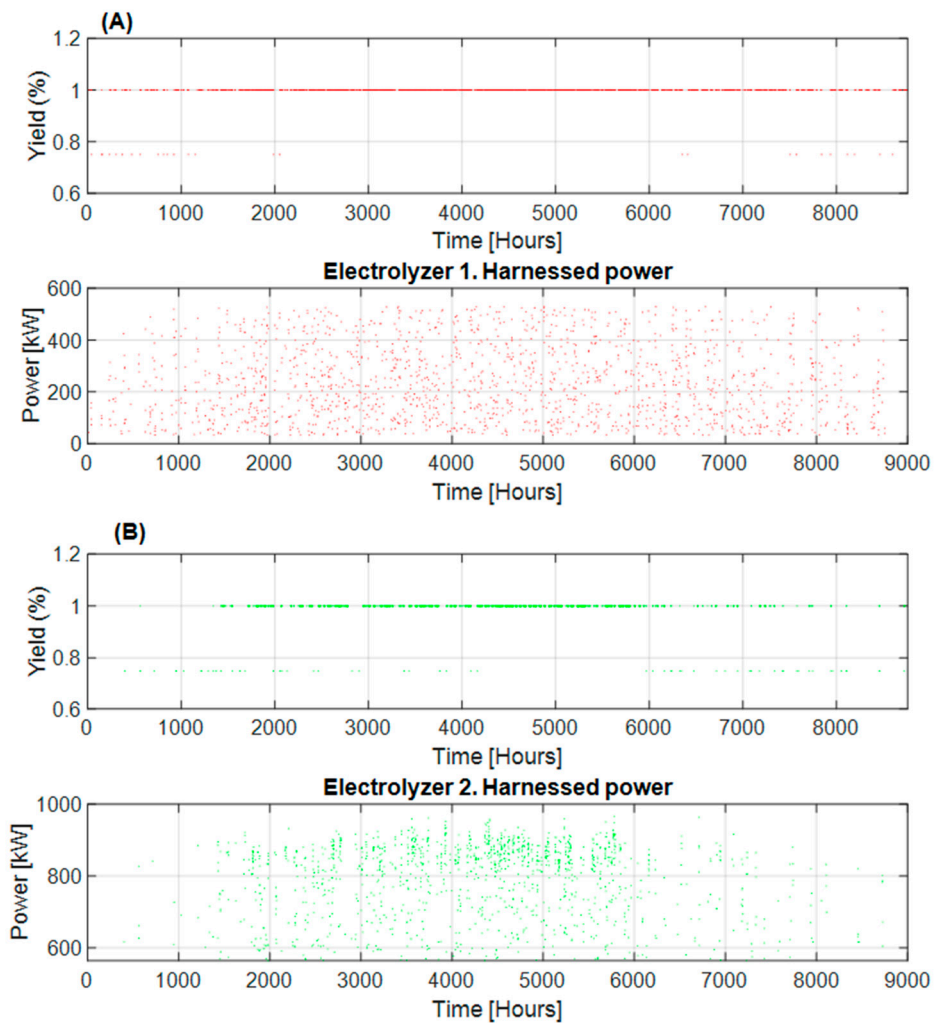 (A)
1.2
1
0.8
0.6
Yield (%)
0 1000 2000 3000 4000 5000 6000 7000 8000
Time [Hours]
Electrolyzer 1. Harnessed power
600
400
200
0
Power [kW]
0 1000 2000 3000 4000 5000 6000 7000 8000 9000
Time [Hours]
(B)
1.2
1
0.8
0.6
Yield (%)
0 1000 2000 3000 4000 5000 6000 7000 8000
Time [Hours]
Electrolyzer 2. Harnessed power
1000
800
600
Power [kW]
0 1000 2000 3000 4000 5000 6000 7000 8000 9000
Time [Hours]